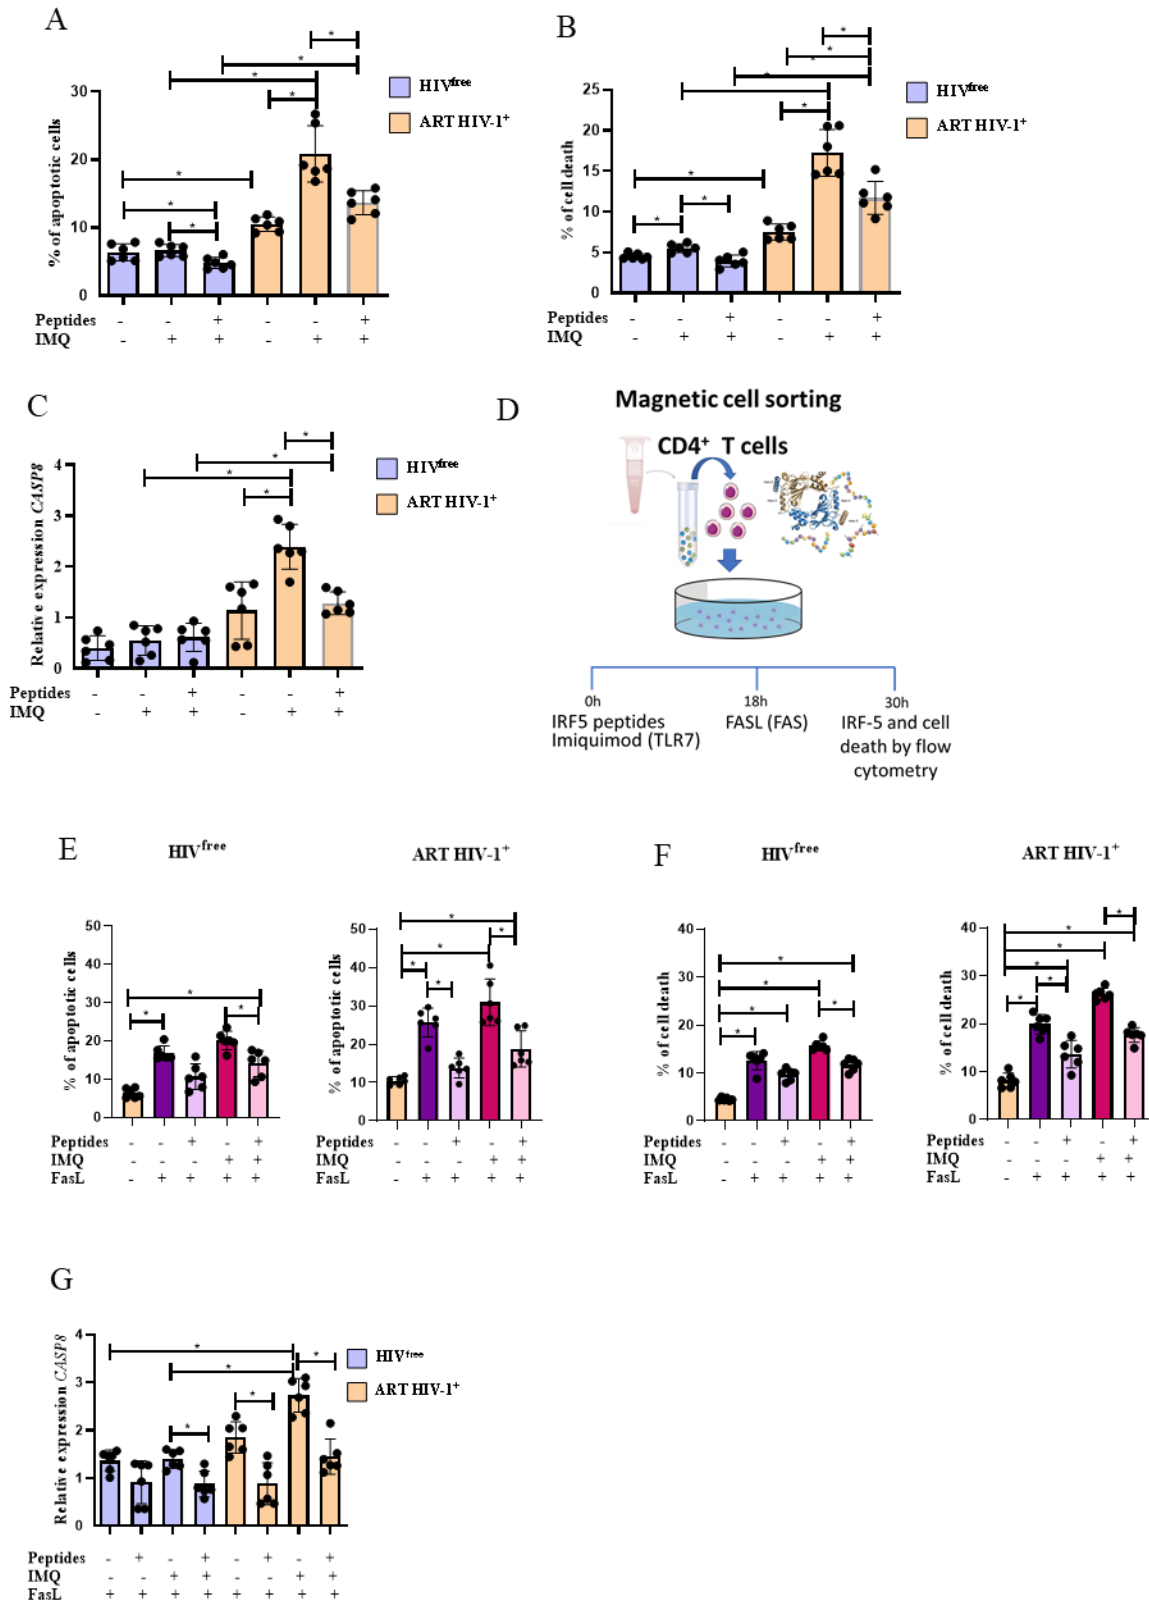 A
*
*
*
*
*
*
*
% of apoptotic cells
30
20
10
0
HIVfree
ART HIV-1+
Peptides - - + - - +
IMQ - + + - + +
B
*
*
*
*
*
*
*
% of cell death
25
20
15
10
5
0
HIVfree
ART HIV-1+
Peptides - - + - - +
IMQ - + + - + +
C
*
*
*
*
Relative expression CASP8
4
3
2
1
0
HIVfree
ART HIV-1+
Peptides - - + - - +
IMQ - + + - + +
D
Magnetic cell sorting
CD4+ T cells
0h 18h 30h
IRF5 peptides
Imiquimod (TLR7)
FASL (FAS)
IRF-5 and cell
death by flow
cytometry
E
HIVfree
*
*
*
% of apoptotic cells
50
40
30
20
10
0
Peptides - - + - +
IMQ + +
FasL - + + + +
ART HIV-1+
*
*
*
*
*
% of apoptotic cells
50
40
30
20
10
0
Peptides - - + - +
IMQ + +
FasL - + + + +
F
HIVfree
*
*
*
*
*
% of cell death
40
30
20
10
0
Peptides - - + - +
IMQ + +
FasL - + + + +
ART HIV-1+
*
*
*
*
*
*
% of cell death
40
30
20
10
0
Peptides - - + - +
IMQ - - - + +
FasL - + + + +
G
*
*
*
*
*
Relative expression CASP8
4
3
2
1
0
HIVfree
ART HIV-1+
Peptides - + - + - + - +
IMQ - - + + - - + +
FasL + + + + + + + +